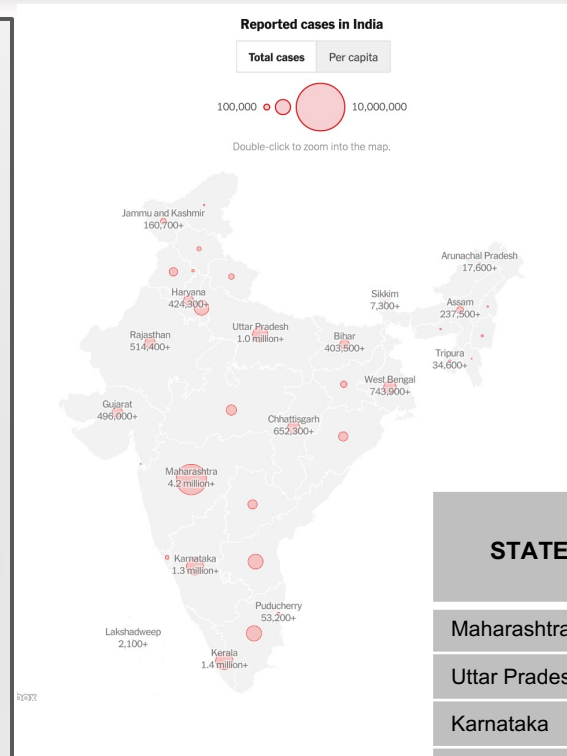 Reported cases in India
Total cases Per capita
100,000 10,000,000
Double-click to zoom into the map.
Jammu and Kashmir
160,700+
Arunachal Pradesh
17,600+
Haryana
424,300+
Sikkim
7,300+
Assam
237,500+
Rajasthan
514,400+
Uttar Pradesh
1.0 million+
Bihar
403,500+
Tripura
34,600+
West Bengal
743,900+
Gujarat
496,000+
Chhattisgarh
652,300+
Maharashtra
4.2 million+
Karnataka
1.3 million+
Puducherry
53,200+
Lakshadweep
2,100+
Kerala
1.4 million+
STATE
Maharashtra
Uttar Prades
Karnataka